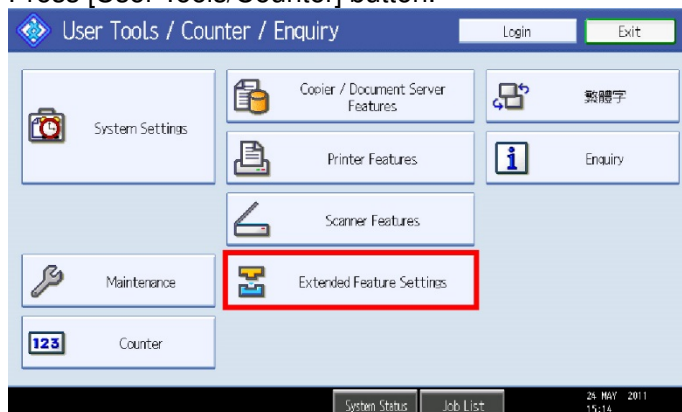 Press [User Tools/Counter] button.
User Tools / Counter / Enquiry
Login
Exit
System Settings
Copier / Document Server
Features
繁體字
Printer Features
Enquiry
Scanner Features
Maintenance
Extended Feature Settings
123
Counter
System Status
Job List
24 MAY 2011
15:14